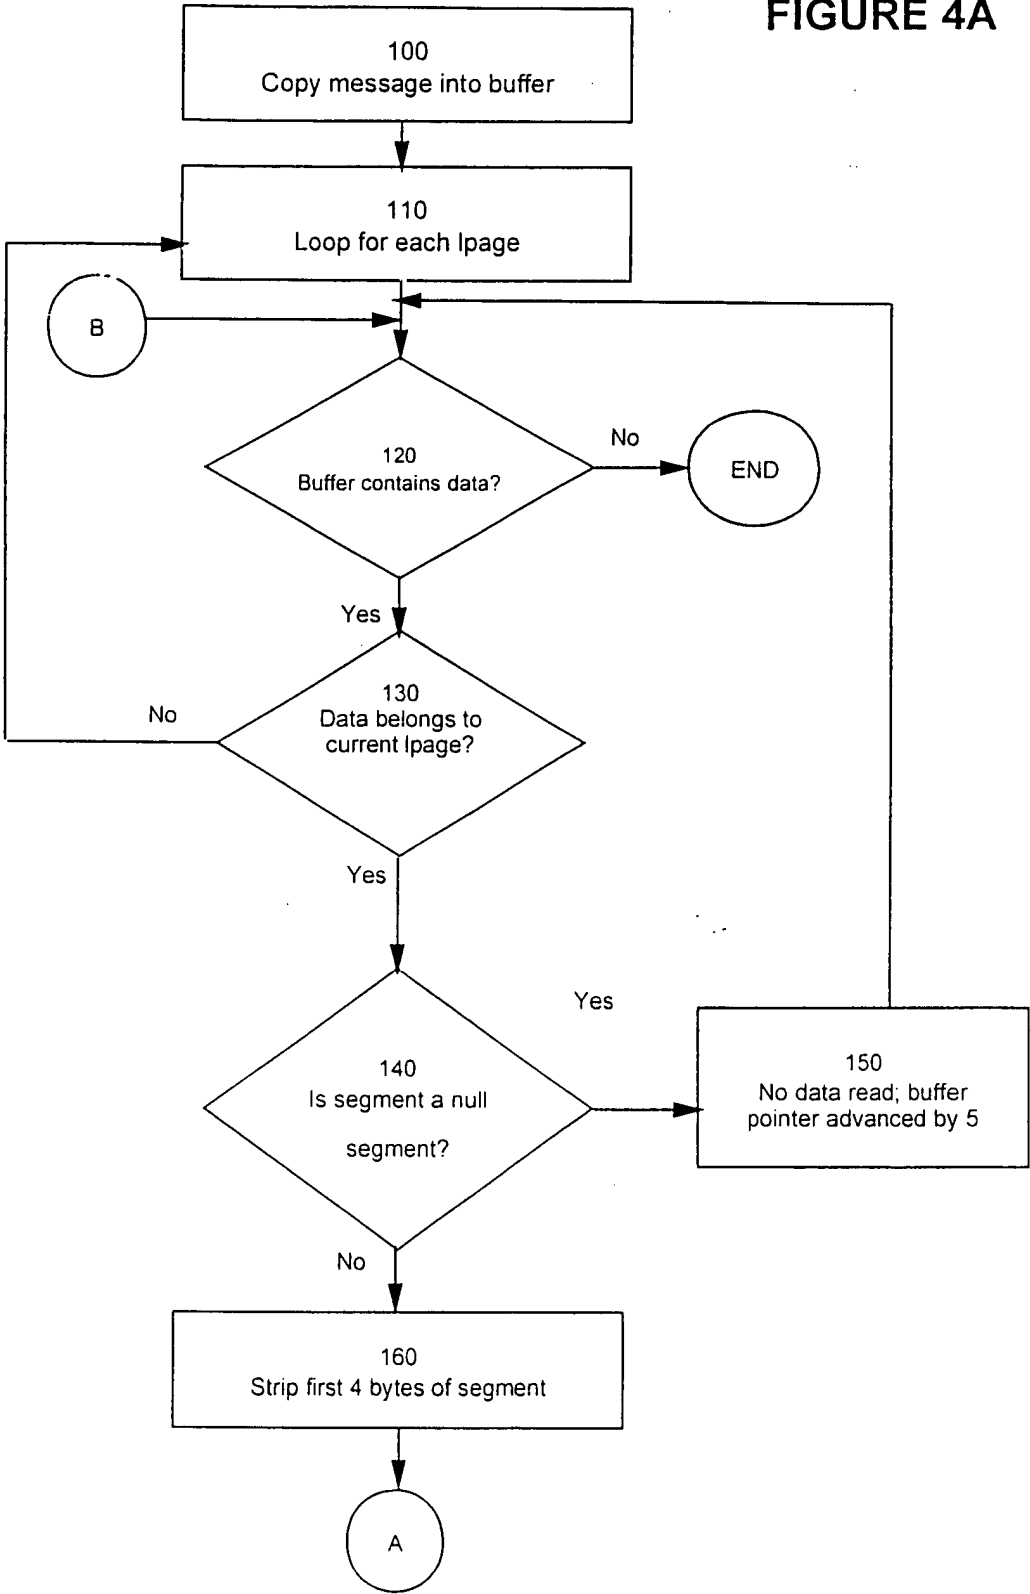 FIGURE 4A
100
Copy message into buffer
110
Loop for each lpage
B
120
Buffer contains data?
No
END
Yes
130
Data belongs to
current lpage?
No
Yes
140
Is segment a null
segment?
Yes
150
No data read; buffer
pointer advanced by 5
No
160
Strip first 4 bytes of segment
A